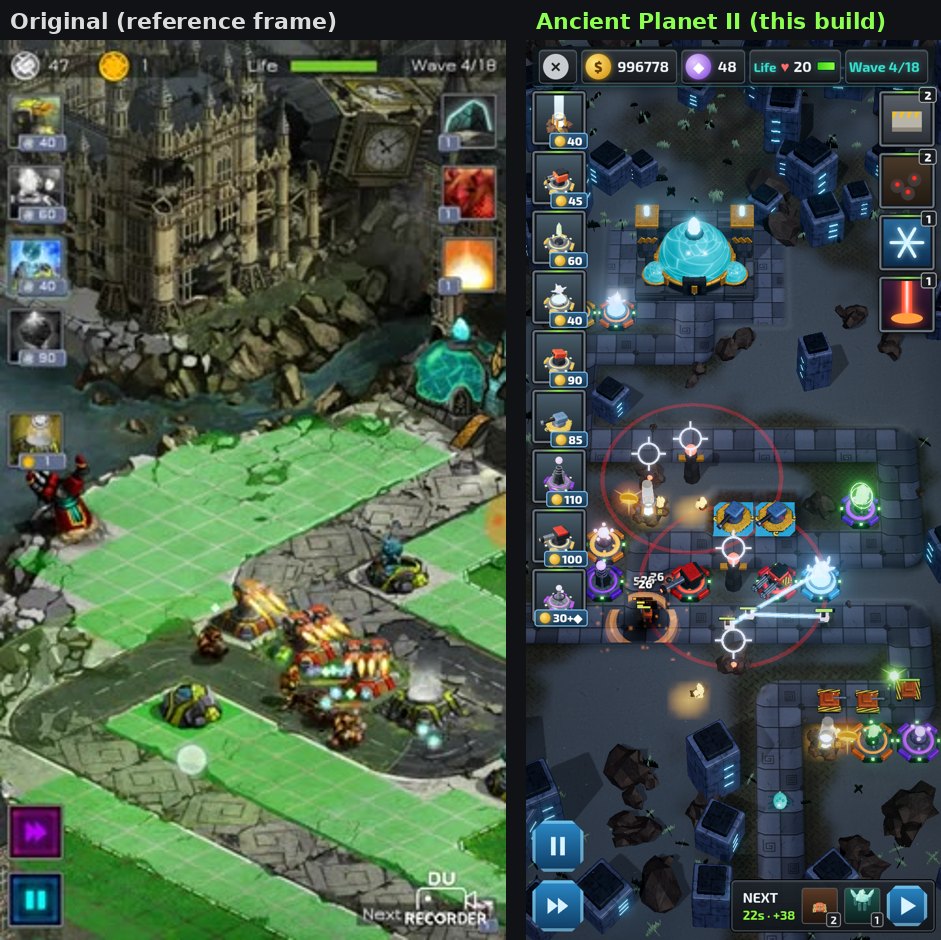 Original (reference frame)
47
1
Life
Wave 4/18
40
60
40
90
1
1
1
1
Next
DU
RECORDER
Ancient Planet II (this build)
996778
48
Life ♥ 20
Wave 4/18
40
45
60
40
90
85
110
100
30+◆
2
2
1
1
26
NEXT
22s · +38
2
1